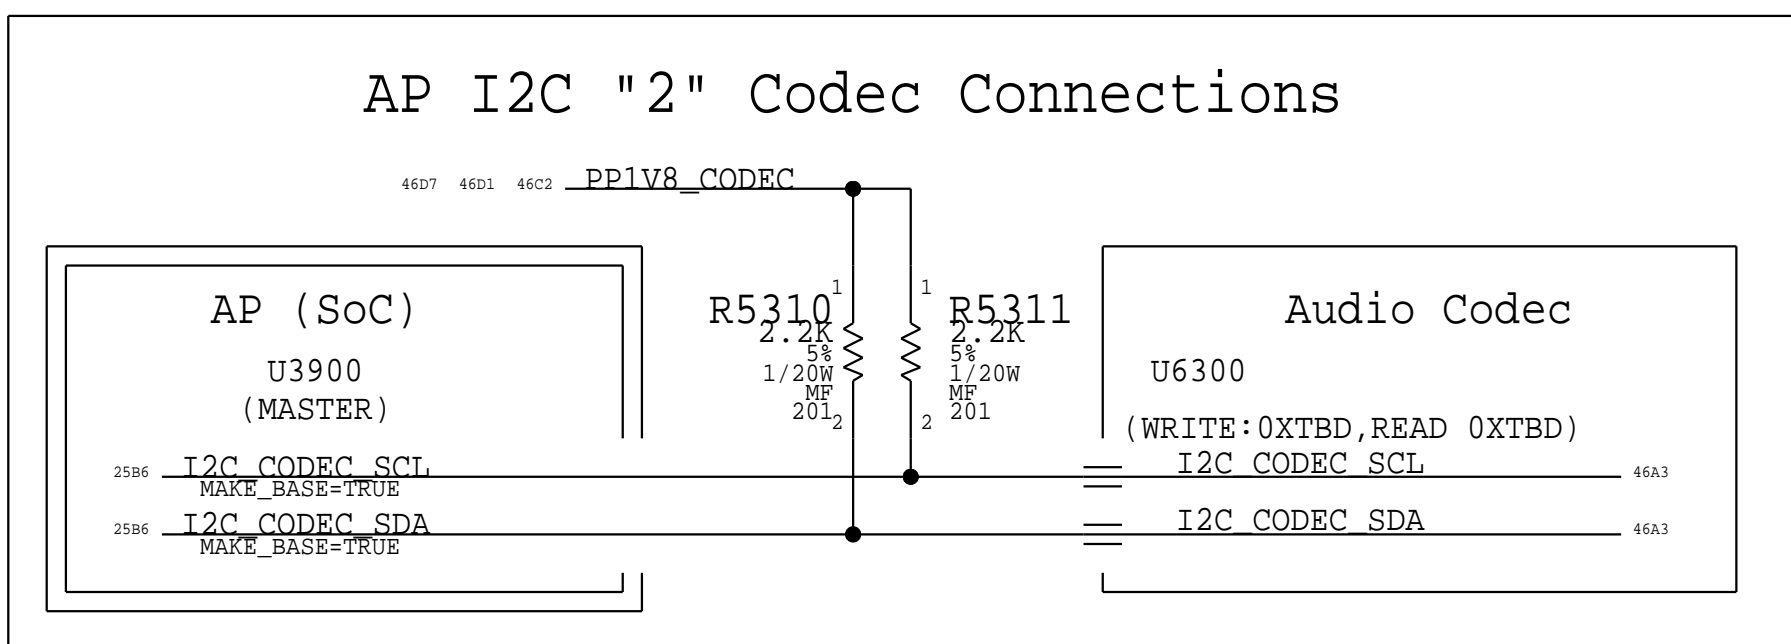 AP I2C "2" Codec Connections
46D7 46D1 46C2 PP1V8_CODEC
AP (SoC)
U3900
(MASTER)
25B6 I2C_CODEC_SCL
MAKE_BASE=TRUE
25B6 I2C_CODEC_SDA
MAKE_BASE=TRUE
1
R5310
2.2K
5%
1/20W
MF
201
2
1
R5311
2.2K
5%
1/20W
MF
201
2
Audio Codec
U6300
(WRITE:0XTBD,READ 0XTBD)
I2C_CODEC_SCL 46A3
I2C_CODEC_SDA 46A3